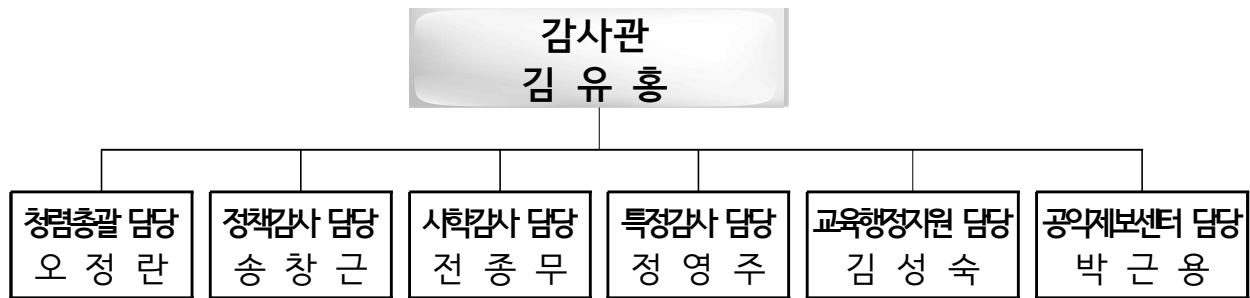 감사관
김 유 홍
청렴총괄 담당
오 정 란
정책감사 담당
송 창 근
사학감사 담당
전 종 무
특정감사 담당
정 영 주
교육행정지원 담당
김 성 숙
공익제보센터 담당
박 근 용